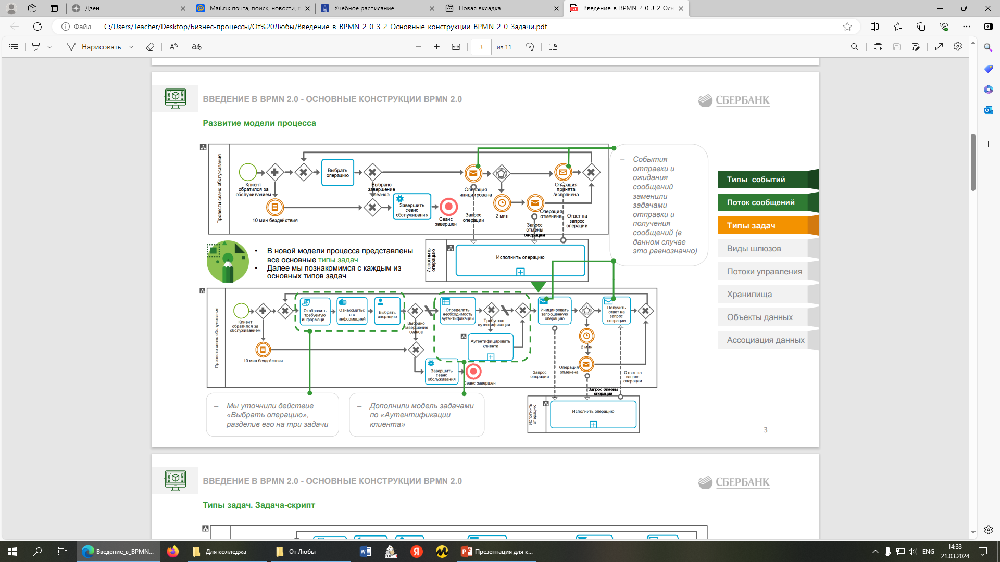 Дзен
Mail.ru: почта, поиск, новости, г
Учебное расписание
Новая вкладка
Введение_в_BPMN_2_0_3_2_Осн
Файл
C:/Users/Teacher/Desktop/Бизнес-процессы/От%20Любы/Введение_в_BPMN_2_0_3_2_Основные_конструкции_BPMN_2_0_Задачи.pdf
Нарисовать
аあ
3
из 11
ВВЕДЕНИЕ В BPMN 2.0 - ОСНОВНЫЕ КОНСТРУКЦИИ BPMN 2.0
СБЕРБАНК
Развитие модели процесса
Провести сеанс обслуживания
Клиент
обратился за
обслуживанием
Выбрать
операцию
Выбрано
завершение
сеанса
10 мин бездействия
Завершить
сеанс
обслуживания
Сеанс
завершен
Операция
инициирована
Запрос
операции
2 мин
Операция
отменена
Запрос
отмены
операции
Операция
принята
/исполнена
Ответ на
запрос
операции
Исполнить
операцию
Исполнить операцию
– События
отправки и
ожидания
сообщений
заменили
задачами
отправки и
получения
сообщений (в
данном случае
это равнозначно)
Типы событий
Поток сообщений
Типы задач
Виды шлюзов
Потоки управления
Хранилища
Объекты данных
Ассоциация данных
• В новой модели процесса представлены
все основные типы задач
• Далее мы познакомимся с каждым из
основных типов задач
Провести сеанс обслуживания
Клиент
обратился за
обслуживанием
Отобразить
требуемую
информаци...
Ознакомитьс
я с
информацией
Выбрать
операцию
Выбрано
завершение
сеанса
Определить
необходимость
аутентификации
Требуется
аутентификация
Аутентифицировать
клиента
Инициировать
запрошенную
операцию
Получить
ответ на
запрос
операции
2 мин
10 мин бездействия
Завершить
сеанс
обслуживания
Сеанс завершен
Запрос
операции
Операция
отменена
Ответ на
запрос
операции
Запрос отмены
операции
Исполнить
операцию
Исполнить операцию
– Мы уточнили действие
«Выбрать операцию»,
разделив его на три задачи
– Дополнили модель задачами
по «Аутентификации
клиента»
3
ВВЕДЕНИЕ В BPMN 2.0 - ОСНОВНЫЕ КОНСТРУКЦИИ BPMN 2.0
СБЕРБАНК
Типы задач. Задача-скрипт
Введение_в_BPMN...
Для колледжа
От Любы
Презентация для к...
ENG
14:33
21.03.2024